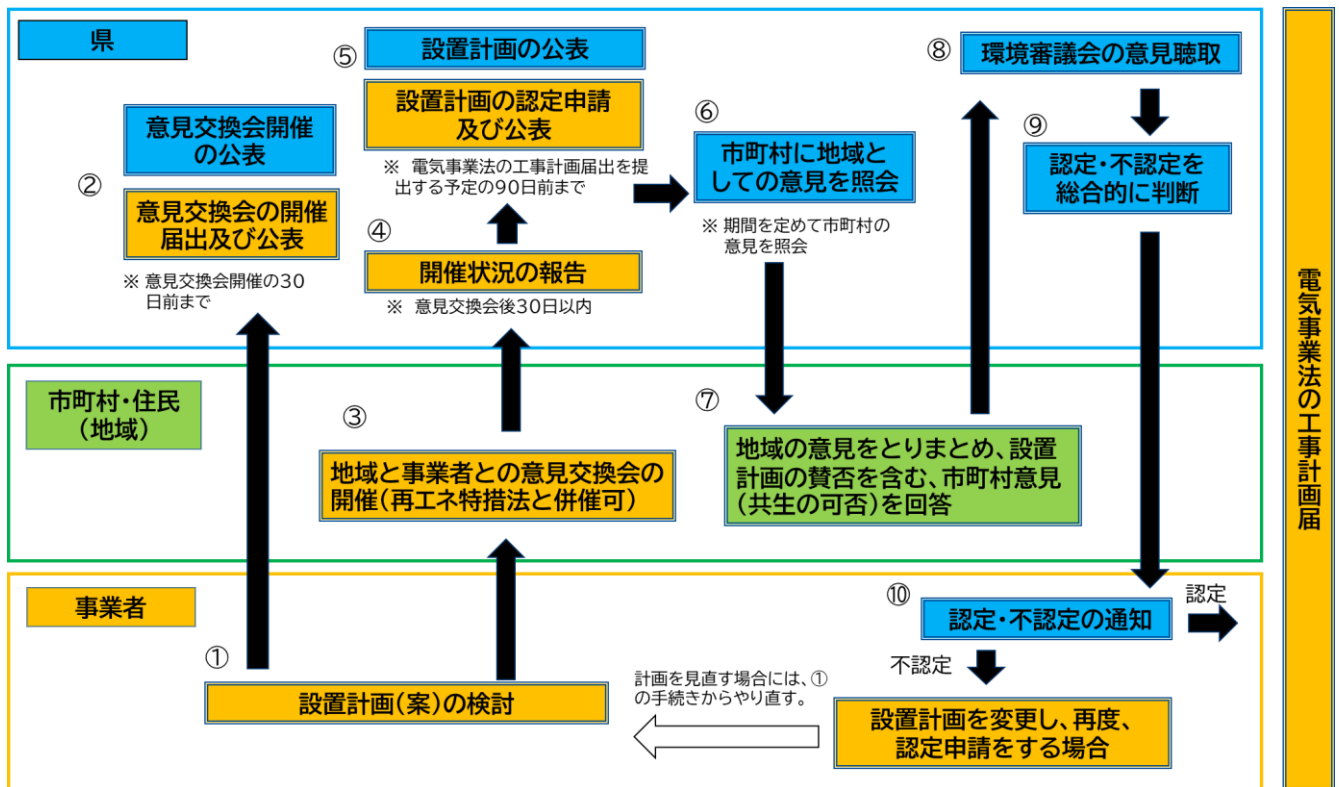 県
②
意見交換会開催
の公表
意見交換会の開催
届出及び公表
※ 意見交換会開催の30
日前まで
⑤
設置計画の公表
設置計画の認定申請
及び公表
※ 電気事業法の工事計画届出を提
出する予定の90日前まで
④
開催状況の報告
※ 意見交換会後30日以内
⑥
市町村に地域と
しての意見を照会
※ 期間を定めて市町村の
意見を照会
⑧
環境審議会の意見聴取
⑨
認定・不認定を
総合的に判断
市町村・住民
(地域)
③
地域と事業者との意見交換会の
開催(再エネ特措法と併催可)
⑦
地域の意見をとりまとめ、設置
計画の賛否を含む、市町村意見
(共生の可否)を回答
事業者
①
設置計画(案)の検討
計画を見直す場合には、①
の手続きからやり直す。
⑩
認定・不認定の通知
認定
不認定
設置計画を変更し、再度、
認定申請をする場合
電気事業法の工事計画届